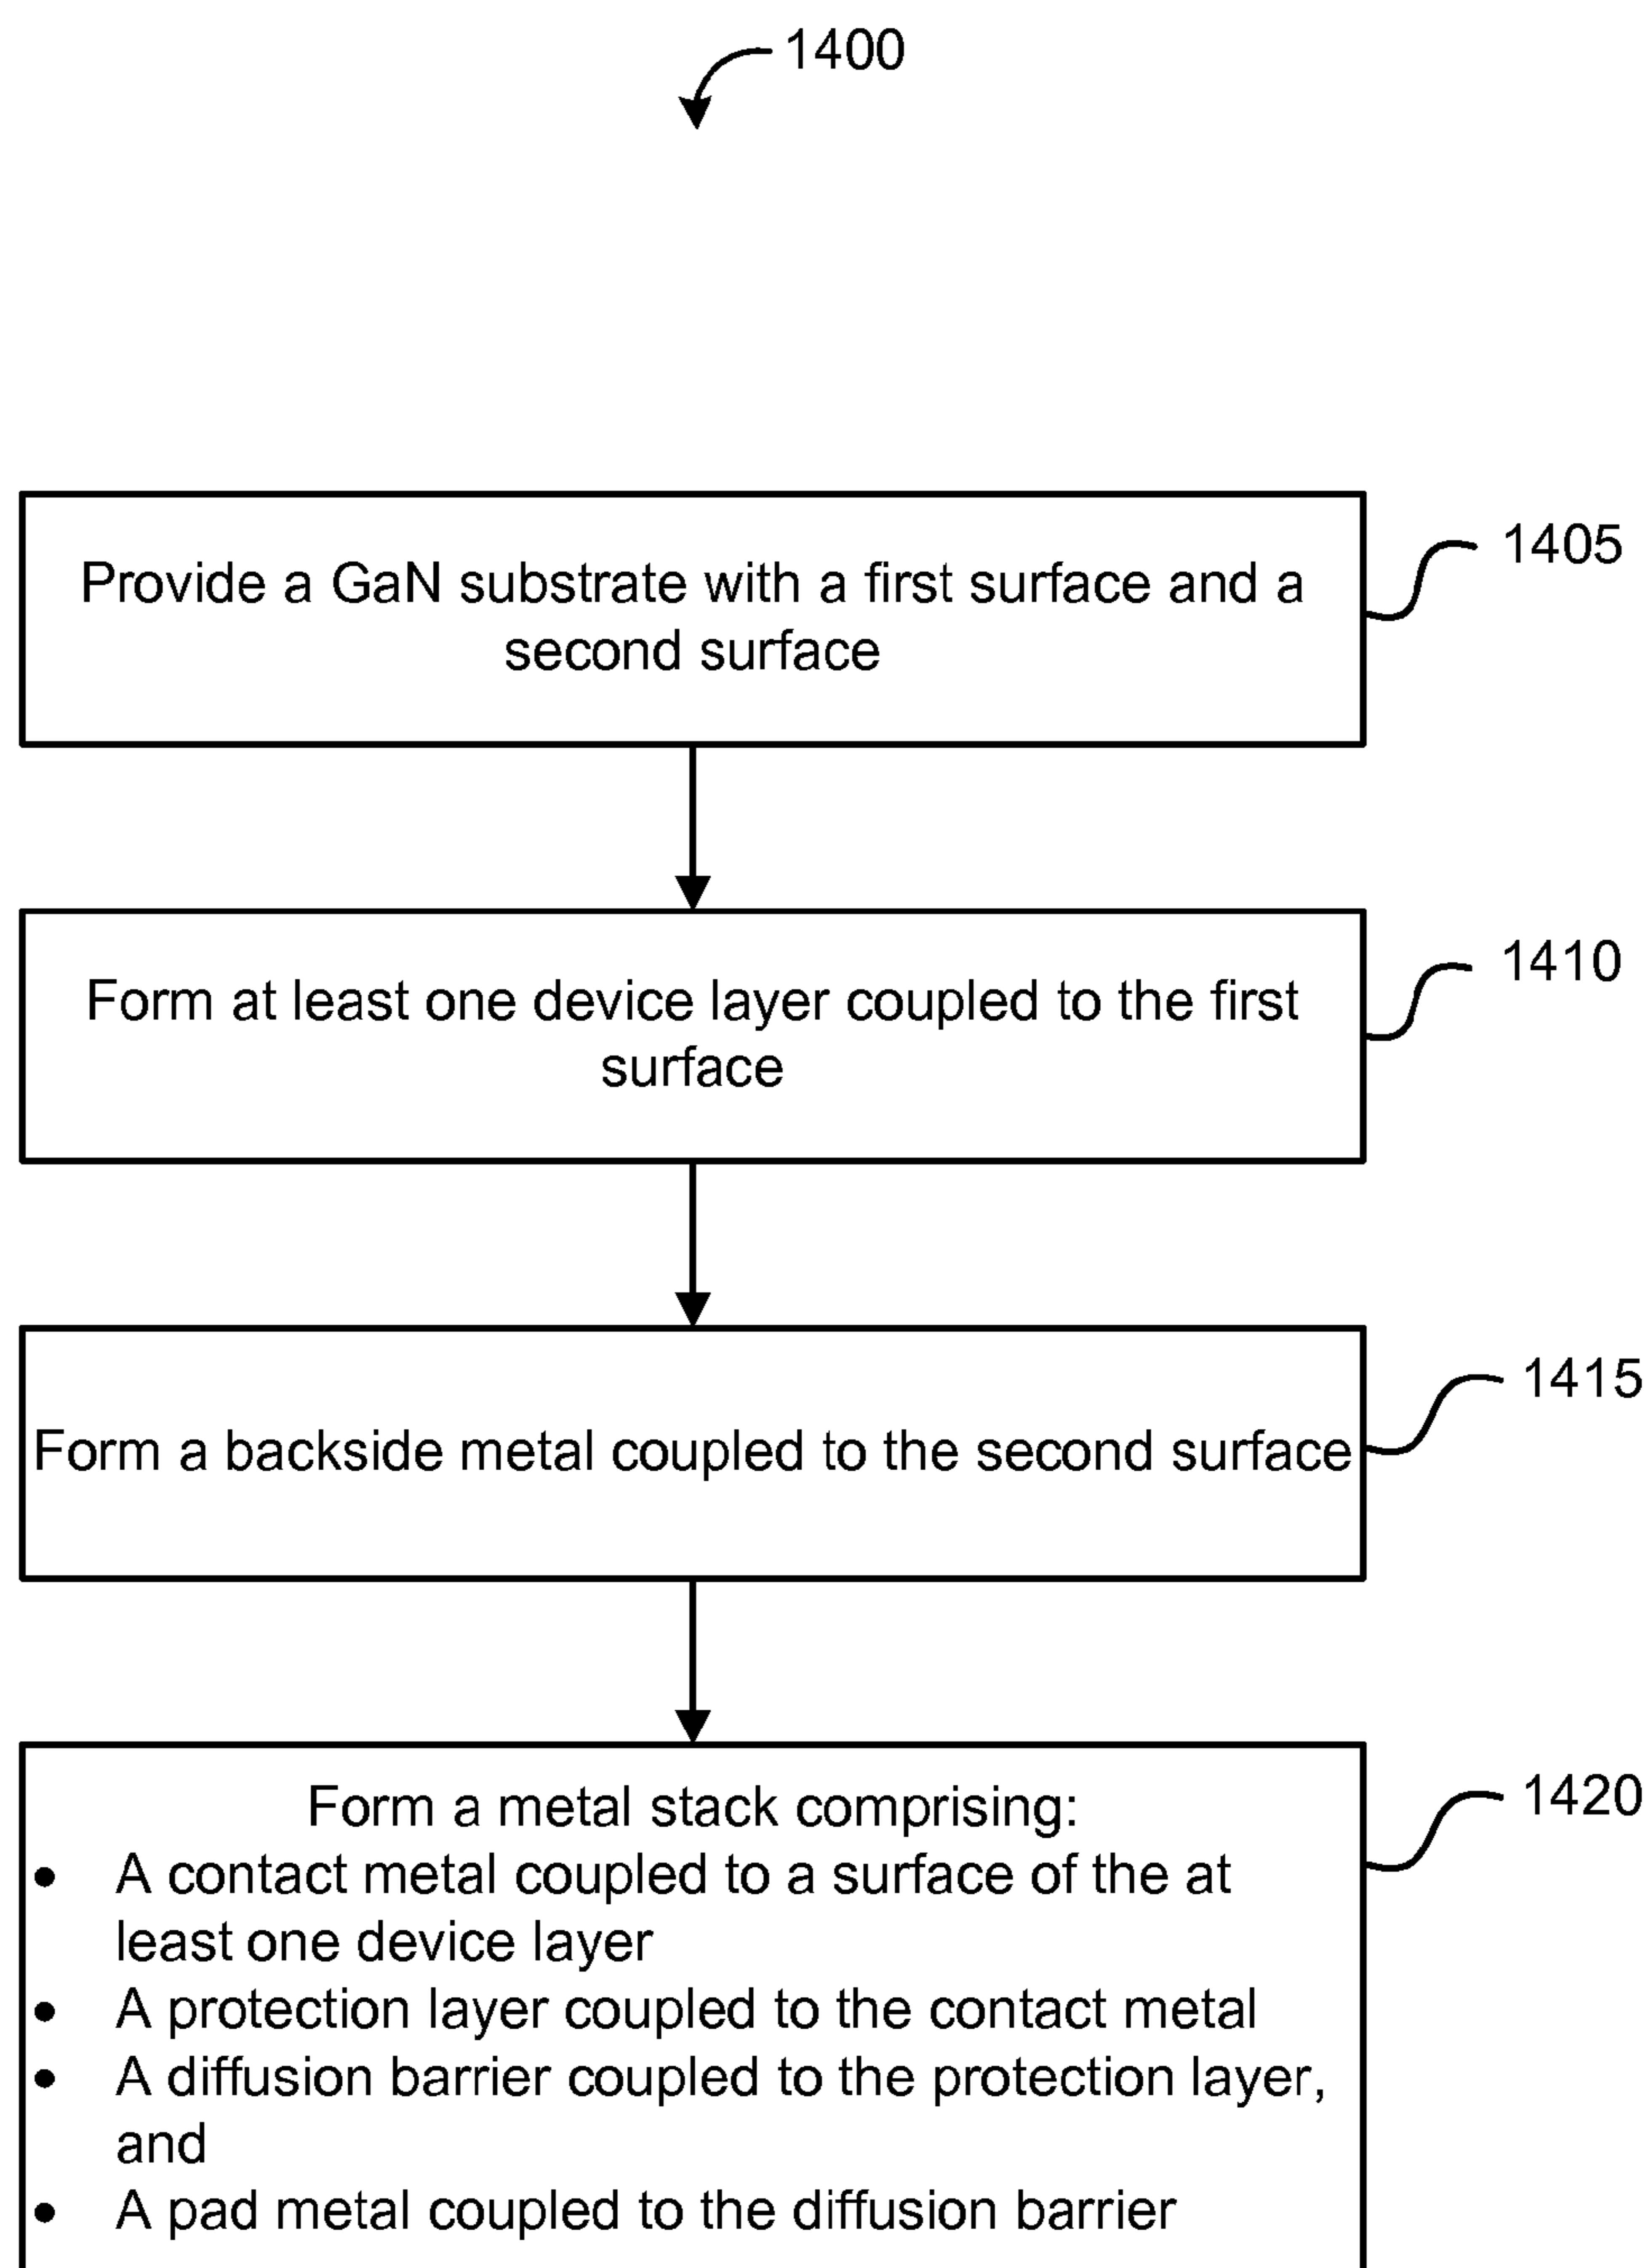 1400
Provide a GaN substrate with a first surface and a
second surface
1405
Form at least one device layer coupled to the first
surface
1410
Form a backside metal coupled to the second surface
1415
Form a metal stack comprising:
1420
• A contact metal coupled to a surface of the at
least one device layer
• A protection layer coupled to the contact metal
• A diffusion barrier coupled to the protection layer,
and
• A pad metal coupled to the diffusion barrier